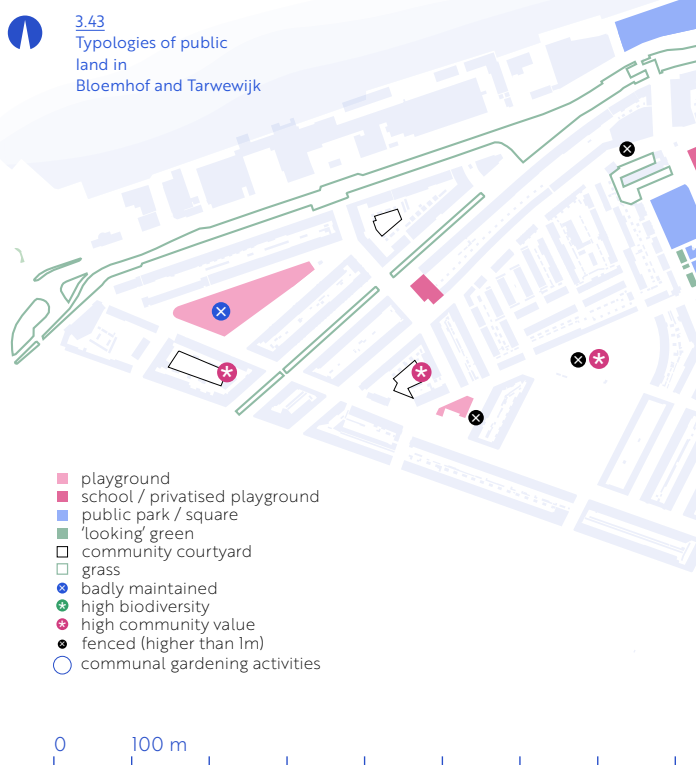 3.43
Typologies of public
land in
Bloemhof and Tarwewijk
playground
school / privatised playground
public park / square
‘looking’ green
community courtyard
grass
badly maintained
high biodiversity
high community value
fenced (higher than 1m)
communal gardening activities
0 100 m